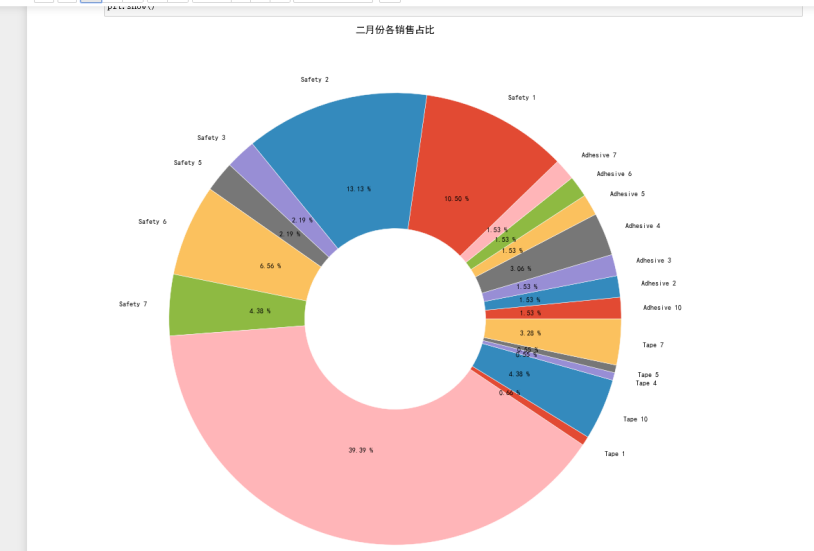 plt.show()
二月份各销售占比
Safety 2
Safety 1
Safety 3
Adhesive 7
Safety 5
Adhesive 6
13.13 %
Adhesive 5
10.50 %
Safety 6
2.19 %
Adhesive 4
1.53 %
2.19 %
1.53 %
1.53 %
Adhesive 3
6.56 %
3.06 %
Adhesive 2
1.53 %
Safety 7
1.53 %
Adhesive 10
4.38 %
1.53 %
3.28 %
Tape 7
Tape 5
4.38 %
Tape 4
Tape 10
39.39 %
Tape 1